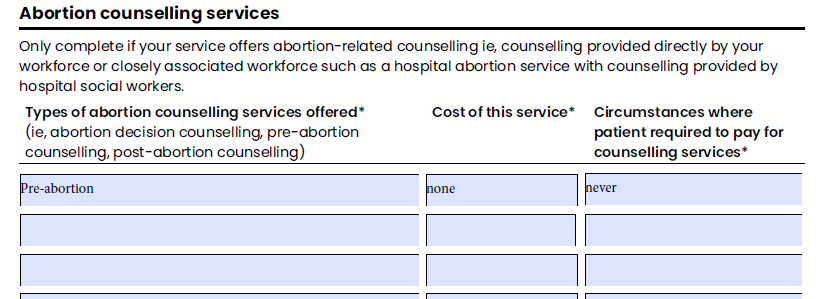 Abortion counselling services
Only complete if your service offers abortion-related counselling ie, counselling provided directly by your
workforce or closely associated workforce such as a hospital abortion service with counselling provided by
hospital social workers.
Types of abortion counselling services offered*
(ie, abortion decision counselling, pre-abortion
counselling, post-abortion counselling)
Cost of this service*
Circumstances where
patient required to pay for
counselling services*
Pre-abortion
none
never